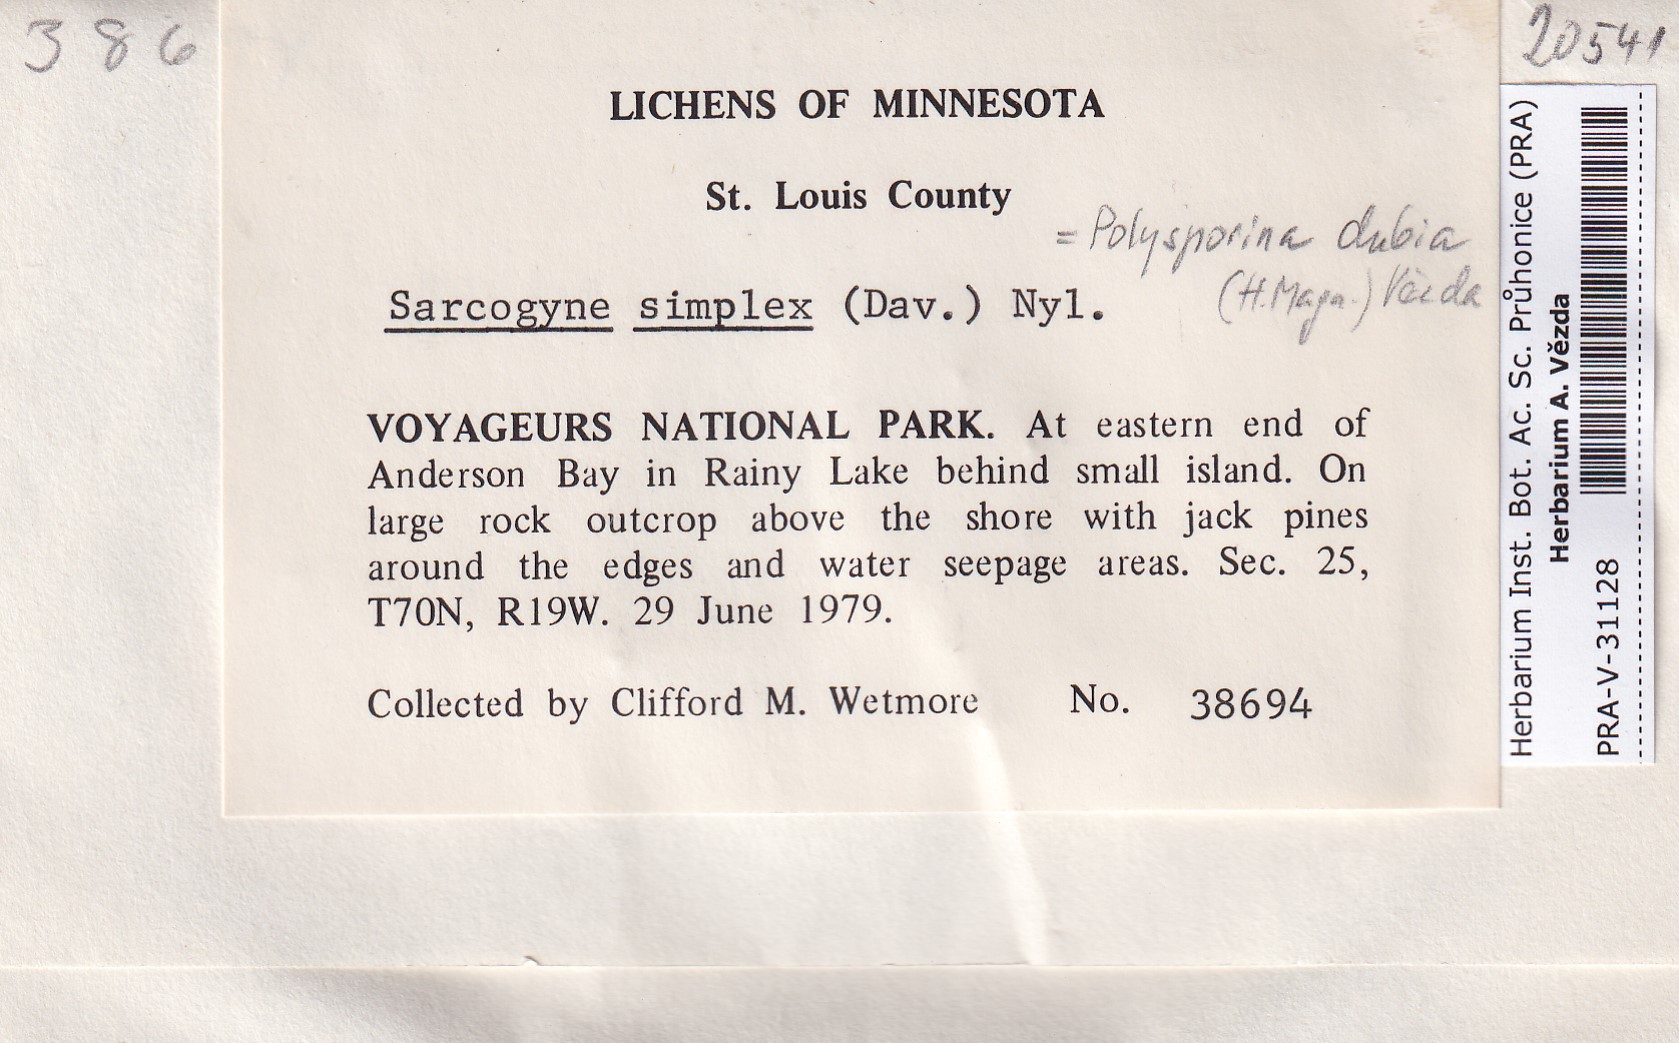 386
20541
LICHENS OF MINNESOTA
St. Louis County
= Polysporina dubia
(H. Magn.) Vězda
Sarcogyne simplex (Dav.) Nyl.
VOYAGEURS NATIONAL PARK. At eastern end of
Anderson Bay in Rainy Lake behind small island. On
large rock outcrop above the shore with jack pines
around the edges and water seepage areas. Sec. 25,
T70N, R19W. 29 June 1979.
Collected by Clifford M. Wetmore No. 38694
Herbarium Inst. Bot. Ac. Sc. Průhonice (PRA)
Herbarium A. Vězda
PRA-V-31128